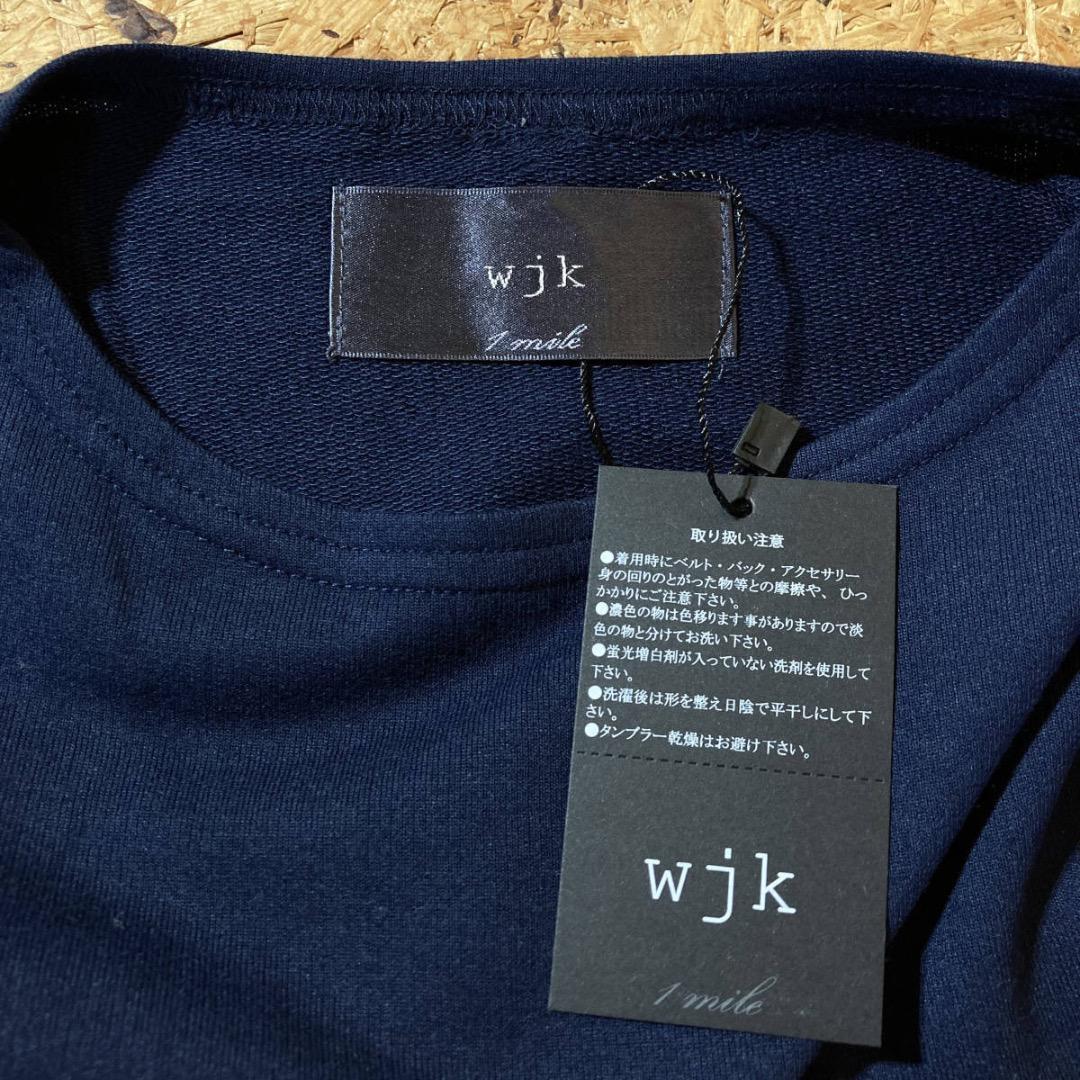 wjk
1 mile
取り扱い注意
●着用時にベルト・バック・アクセサリー
身の回りのとがった物等との摩擦や、ひっ
かかりにご注意下さい。
●濃色の物は色移ります事がありますので淡
色の物と分けてお洗い下さい。
●蛍光増白剤が入っていない洗剤を使用して
下さい。
●洗濯後は形を整え日陰で平干しにして下
さい。
●タンブラー乾燥はお避け下さい。
wjk
1 mile